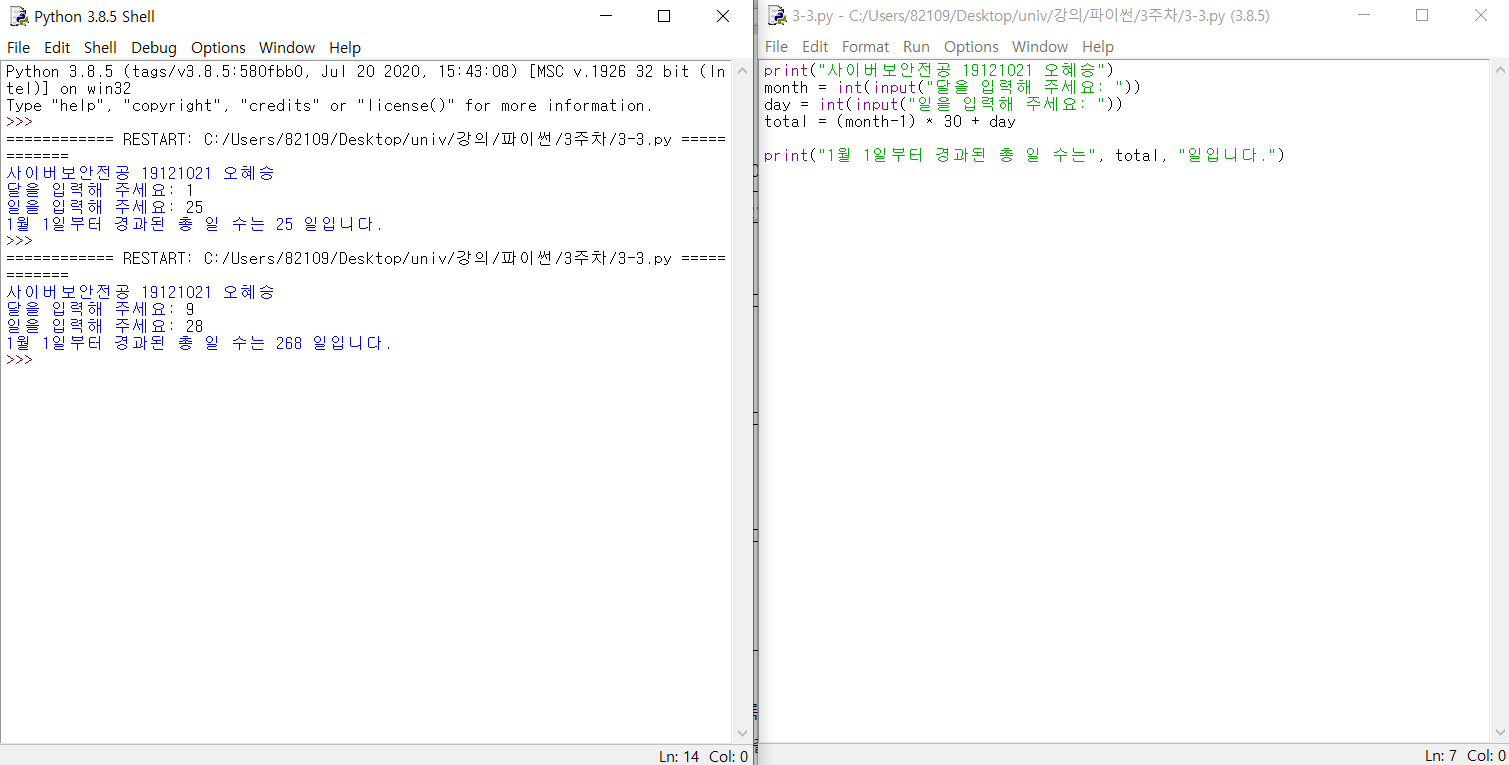 Python 3.8.5 Shell
File Edit Shell Debug Options Window Help
Python 3.8.5 (tags/v3.8.5:580fbb0, Jul 20 2020, 15:43:08) [MSC v.1926 32 bit (In
tel)] on win32
Type "help", "copyright", "credits" or "license()" for more information.
>>>
============ RESTART: C:/Users/82109/Desktop/univ/강의/파이썬/3주차/3-3.py =====
=======
사이버보안전공 19121021 오혜승
달을 입력해 주세요: 1
일을 입력해 주세요: 25
1월 1일부터 경과된 총 일 수는 25 일입니다.
>>>
============ RESTART: C:/Users/82109/Desktop/univ/강의/파이썬/3주차/3-3.py =====
=======
사이버보안전공 19121021 오혜승
달을 입력해 주세요: 9
일을 입력해 주세요: 28
1월 1일부터 경과된 총 일 수는 268 일입니다.
>>>
Ln: 14 Col: 0
3-3.py - C:/Users/82109/Desktop/univ/강의/파이썬/3주차/3-3.py (3.8.5)
File Edit Format Run Options Window Help
print("사이버보안전공 19121021 오혜승")
month = int(input("달을 입력해 주세요: "))
day = int(input("일을 입력해 주세요: "))
total = (month-1) * 30 + day
print("1월 1일부터 경과된 총 일 수는", total, "일입니다.")
Ln: 7 Col: 0